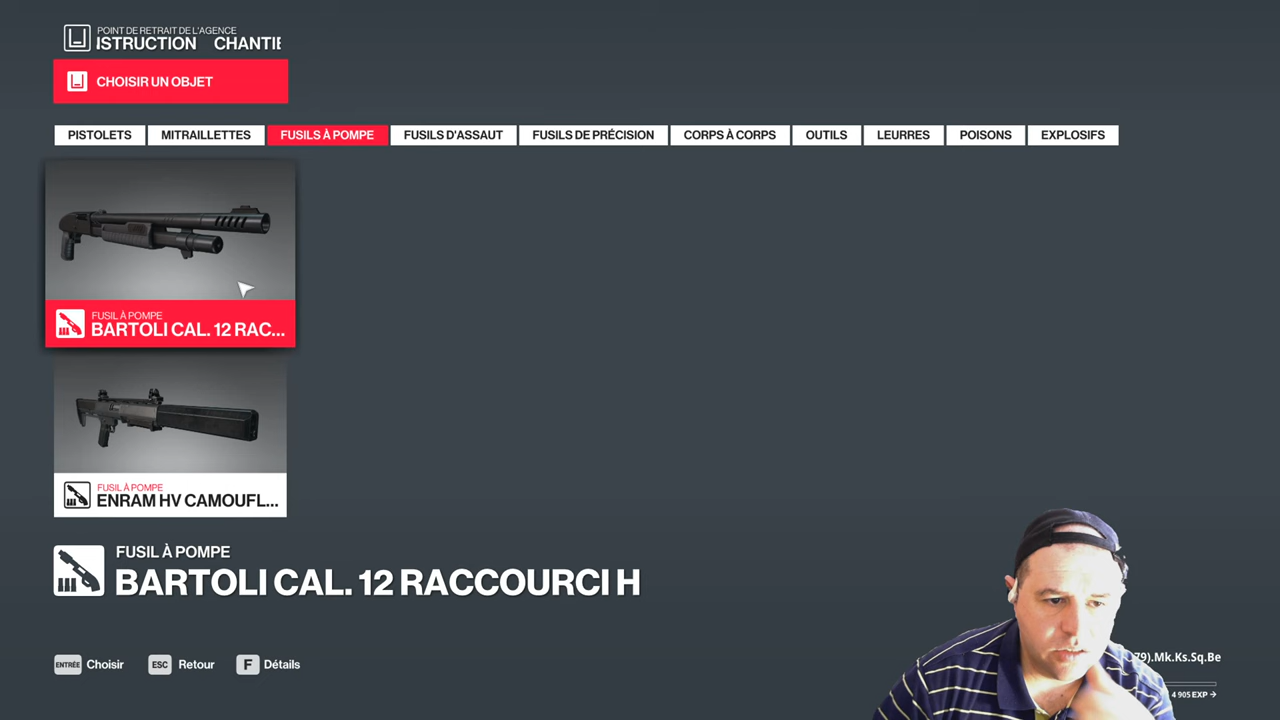 POINT DE RETRAIT DE L'AGENCE
ISTRUCTION CHANTIE
CHOISIR UN OBJET
PISTOLETS MITRAILLETTES FUSILS À POMPE FUSILS D'ASSAUT FUSILS DE PRÉCISION CORPS À CORPS OUTILS LEURRES POISONS EXPLOSIFS
FUSIL À POMPE
BARTOLI CAL. 12 RAC...
FUSIL À POMPE
ENRAM HV CAMOUFL...
FUSIL À POMPE
BARTOLI CAL. 12 RACCOURCI H
ENTRÉE Choisir ESC Retour F Détails
79).Mk.Ks.Sq.Be
4 905 EXP